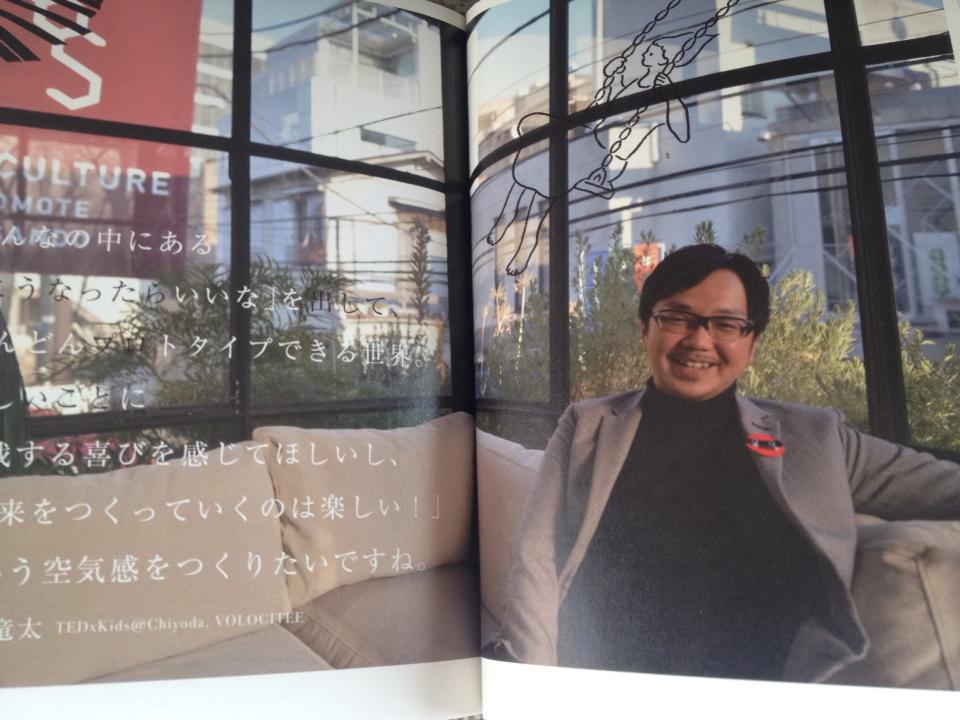 S
CULTURE
OMOTE
んなの中にある
こうなったらいいな」を出して、
んどんプロトタイプできる世界。
しいことに
戦する喜びを感じてほしいし、
来をつくっていくのは楽しい!」
いう空気感をつくりたいですね。
竜太 TEDxKids@Chiyoda, VOLOCITEE